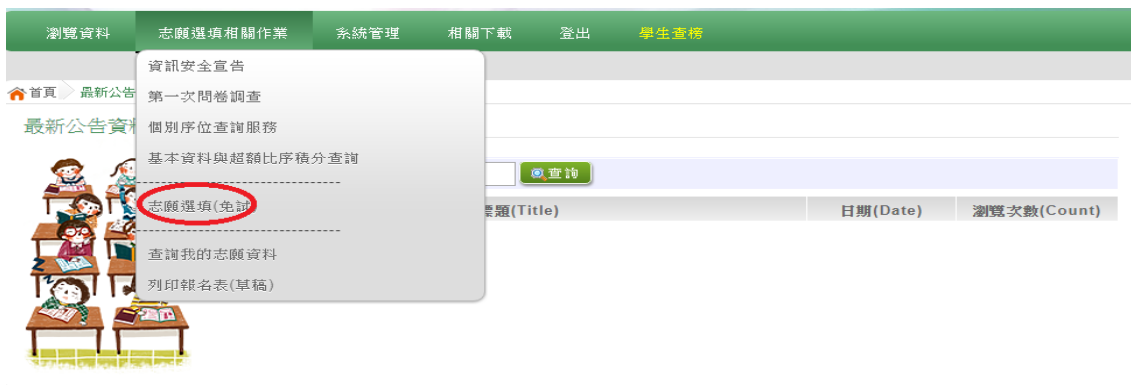 瀏覽資料 志願選填相關作業 系統管理 相關下載 登出 學生查榜
資訊安全宣告
首頁 最新公告
第一次問卷調查
最新公告資
個別序位查詢服務
基本資料與超額比序積分查詢
查詢
志願選填(免試)
題(Title) 日期(Date) 瀏覽次數(Count)
查詢我的志願資料
列印報名表(草稿)